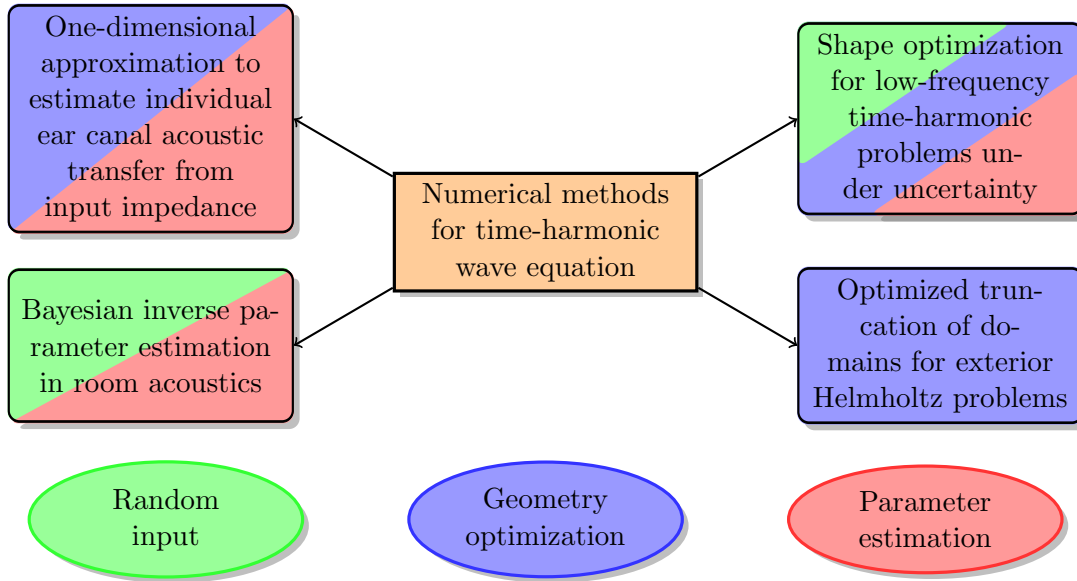 One-dimensional
approximation to
estimate individual
ear canal acoustic
transfer from
input impedance
Shape optimization
for low-frequency
time-harmonic
problems un-
der uncertainty
Numerical methods
for time-harmonic
wave equation
Bayesian inverse pa-
rameter estimation
in room acoustics
Optimized trun-
cation of do-
mains for exterior
Helmholtz problems
Random
input
Geometry
optimization
Parameter
estimation